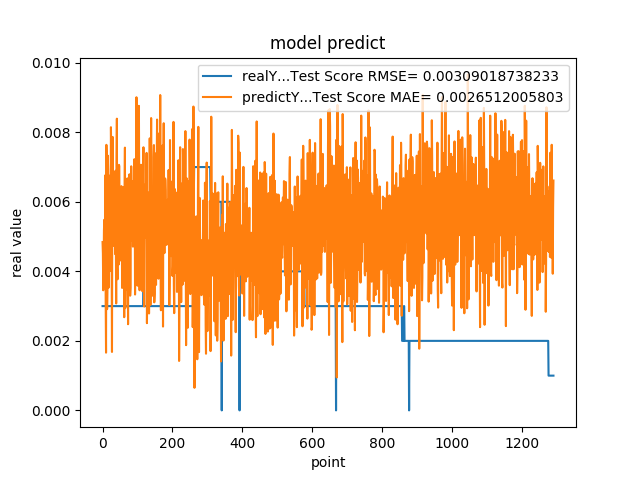 model predict
realY...Test Score RMSE= 0.00309018738233
predictY...Test Score MAE= 0.0026512005803
real value
0.010
0.008
0.006
0.004
0.002
0.000
0 200 400 600 800 1000 1200
point